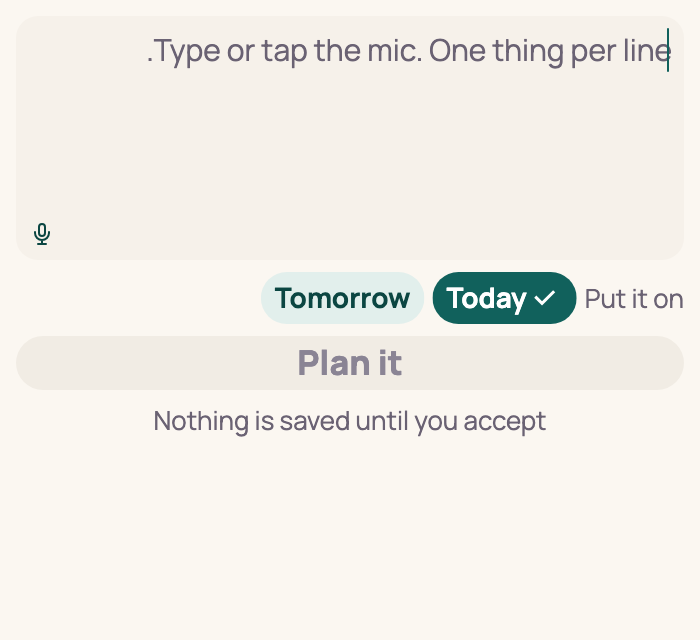 .Type or tap the mic. One thing per line
Put it on Today Tomorrow
Plan it
Nothing is saved until you accept